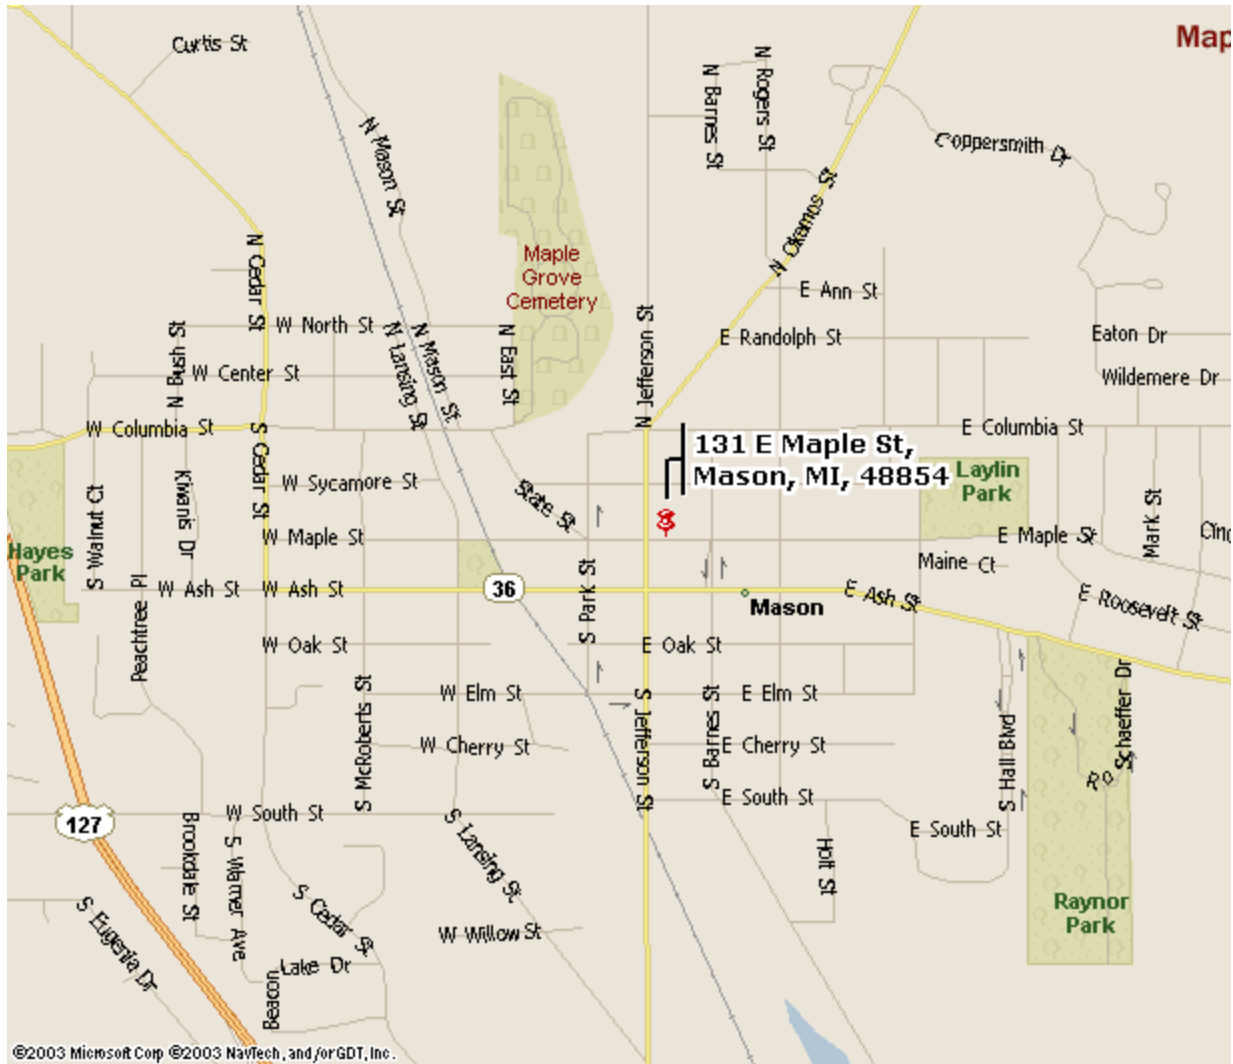 Map
Curtis St
N Mason St
N Barnes St
N Rogers St
Coppersmith Dr
N Okamos St
N Cedar St
Maple
Grove
Cemetery
E Ann St
W North St
N Bush St
N Lansing St
N Mason St
N East St
N Jefferson St
E Randolph St
Eaton Dr
W Center St
Wildemere Dr
W Columbia St
S Cedar St
E Columbia St
131 E Maple St,
Mason, MI, 48854
Laylin
Park
W Sycamore St
State St
S Walnut Ct
Kiwanis Dr
Mark St
W Maple St
E Maple St
Cinc
Hayes
Park
Maine Ct
W Ash St
W Ash St
36
S Park St
Mason
E Ash St
E Roosevelt St
Peachtree Pl
W Oak St
E Oak St
S McRoberts St
W Elm St
S Jefferson St
S Barnes St
E Elm St
S Hall Blvd
Schaeffer Dr
Rd
W Cherry St
E Cherry St
127
W South St
E South St
E South St
Brookdale St
S Warner Ave
S Lansing St
Holt St
S Eugenia Dr
S Cedar St
W Willow St
Raynor
Park
Lake Dr
Beacon
©2003 Microsoft Corp ©2003 NavTech, and/or GDT, Inc.